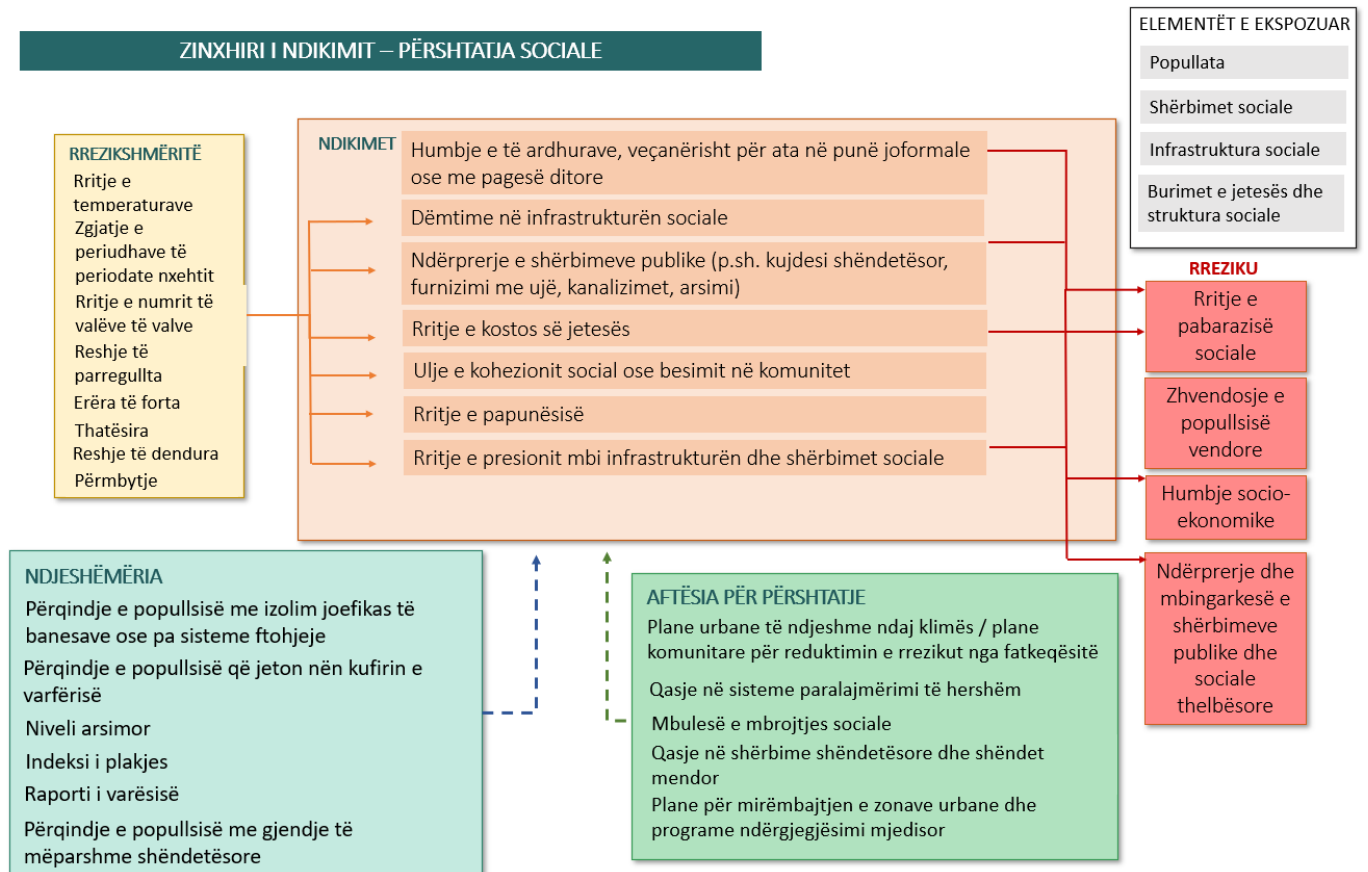 ZINXHIRI I NDIKIMIT – PËRSHTATJA SOCIALE
ELEMENTËT E EKSPOZUAR
Popullata
Shërbimet sociale
Infrastruktura sociale
Burimet e jetesës dhe
struktura sociale
RREZIKSHMËRITË
Rritje e
temperaturave
Zgjatje e
periudhave të
periodate nxehtit
Rritje e numrit të
valëve të valve
Reshje të
parregullta
Erëra të forta
Thatësira
Reshje të dendura
Përmbytje
NDIKIMET
Humbje e të ardhurave, veçanërisht për ata në punë joformale
ose me pagesë ditore
Dëmtime në infrastrukturën sociale
Ndërprerje e shërbimeve publike (p.sh. kujdesi shëndetësor,
furnizimi me ujë, kanalizimet, arsimi)
Rritje e kostos së jetesës
Ulje e kohezionit social ose besimit në komunitet
Rritje e papunësisë
Rritje e presionit mbi infrastrukturën dhe shërbimet sociale
RREZIKU
Rritje e
pabarazisë
sociale
Zhvendosje e
popullsisë
vendore
Humbje socio-
ekonomike
Ndërprerje dhe
mbingarkesë e
shërbimeve
publike dhe
sociale
thelbësore
NDJESHËMËRIA
Përqindje e popullsisë me izolim joefikas të
banesave ose pa sisteme ftohjeje
Përqindje e popullsisë që jeton nën kufirin e
varfërisë
Niveli arsimor
Indeksi i plakjes
Raporti i varësisë
Përqindje e popullsisë me gjendje të
mëparshme shëndetësore
AFTËSIA PËR PËRSHTATJE
Plane urbane të ndjeshme ndaj klimës / plane
komunitare për reduktimin e rrezikut nga fatkeqësitë
Qasje në sisteme paralajmërimi të hershëm
Mbulesë e mbrojtjes sociale
Qasje në shërbime shëndetësore dhe shëndet
mendor
Plane për mirëmbajtjen e zonave urbane dhe
programe ndërgjegjësimi mjedisor